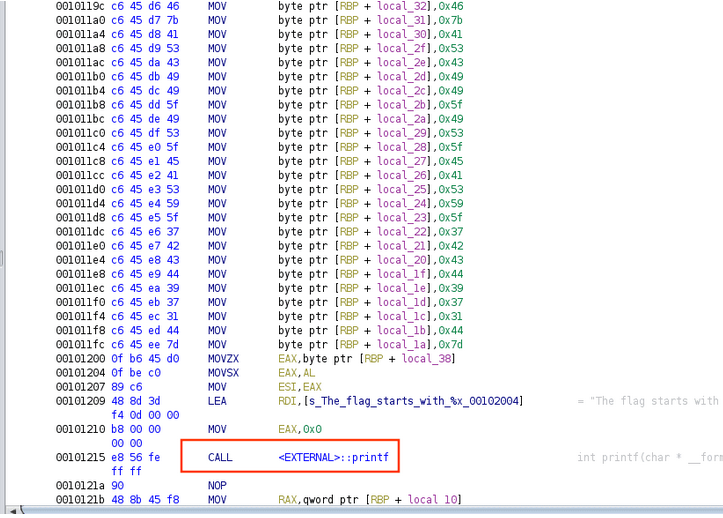 0010119c c6 45 d6 46 MOV byte ptr [RBP + local_32],0x46
001011a0 c6 45 d7 7b MOV byte ptr [RBP + local_31],0x7b
001011a4 c6 45 d8 41 MOV byte ptr [RBP + local_30],0x41
001011a8 c6 45 d9 53 MOV byte ptr [RBP + local_2f],0x53
001011ac c6 45 da 43 MOV byte ptr [RBP + local_2e],0x43
001011b0 c6 45 db 49 MOV byte ptr [RBP + local_2d],0x49
001011b4 c6 45 dc 49 MOV byte ptr [RBP + local_2c],0x49
001011b8 c6 45 dd 5f MOV byte ptr [RBP + local_2b],0x5f
001011bc c6 45 de 49 MOV byte ptr [RBP + local_2a],0x49
001011c0 c6 45 df 53 MOV byte ptr [RBP + local_29],0x53
001011c4 c6 45 e0 5f MOV byte ptr [RBP + local_28],0x5f
001011c8 c6 45 e1 45 MOV byte ptr [RBP + local_27],0x45
001011cc c6 45 e2 41 MOV byte ptr [RBP + local_26],0x41
001011d0 c6 45 e3 53 MOV byte ptr [RBP + local_25],0x53
001011d4 c6 45 e4 59 MOV byte ptr [RBP + local_24],0x59
001011d8 c6 45 e5 5f MOV byte ptr [RBP + local_23],0x5f
001011dc c6 45 e6 37 MOV byte ptr [RBP + local_22],0x37
001011e0 c6 45 e7 42 MOV byte ptr [RBP + local_21],0x42
001011e4 c6 45 e8 43 MOV byte ptr [RBP + local_20],0x43
001011e8 c6 45 e9 44 MOV byte ptr [RBP + local_1f],0x44
001011ec c6 45 ea 39 MOV byte ptr [RBP + local_1e],0x39
001011f0 c6 45 eb 37 MOV byte ptr [RBP + local_1d],0x37
001011f4 c6 45 ec 31 MOV byte ptr [RBP + local_1c],0x31
001011f8 c6 45 ed 44 MOV byte ptr [RBP + local_1b],0x44
001011fc c6 45 ee 7d MOV byte ptr [RBP + local_1a],0x7d
00101200 0f b6 45 d0 MOVZX EAX,byte ptr [RBP + local_38]
00101204 0f be c0 MOVSX EAX,AL
00101207 89 c6 MOV ESI,EAX
00101209 48 8d 3d LEA RDI,[s_The_flag_starts_with_%x_00102004] = "The flag starts with
f4 0d 00 00
00101210 b8 00 00 MOV EAX,0x0
00 00
00101215 e8 56 fe CALL <EXTERNAL>::printf int printf(char * __form
ff ff
0010121a 90 NOP
0010121b 48 8b 45 f8 MOV RAX,qword ptr [RBP + local_10]